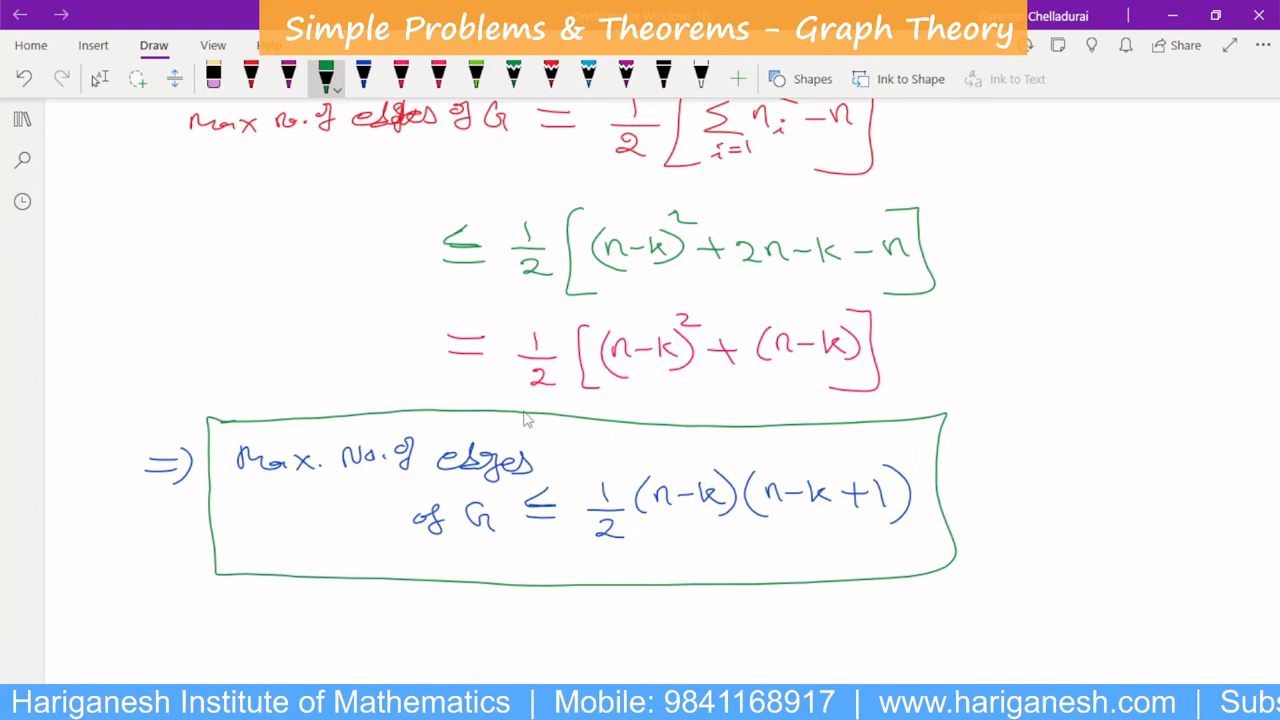 Simple Problems & Theorems - Graph Theory
Chelladurai
Home Insert Draw View
Share
Shapes Ink to Shape Ink to Text
Max No. of edges of G = 1/2 [ Σ i=1 nᵢ² - n ]
≤ 1/2 [ (n-k)² + 2n - k - n ]
= 1/2 [ (n-k)² + (n-k) ]
=) Max. No. of edges
of G ≤ 1/2 (n-k) (n-k+1)
Hariganesh Institute of Mathematics | Mobile: 9841168917 | www.hariganesh.com | Subs